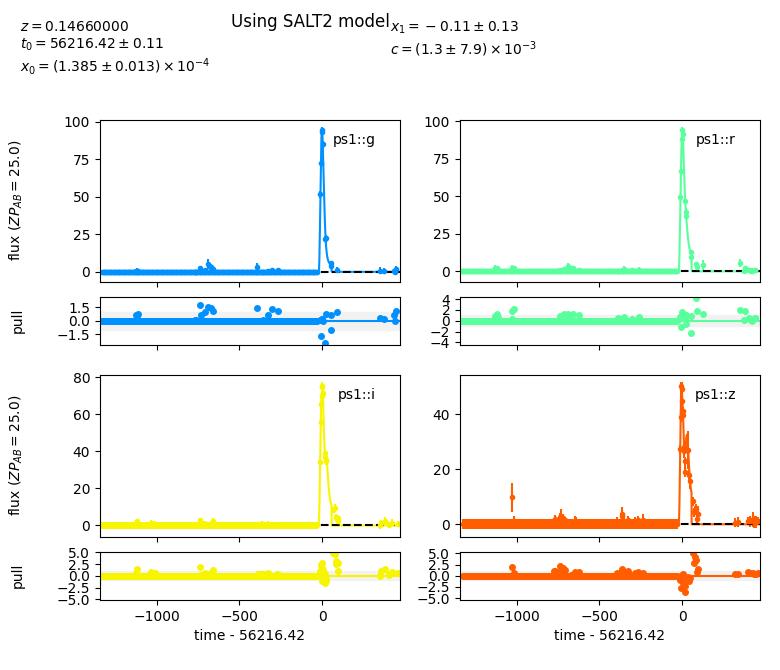 Using SALT2 model
z = 0.14660000
t₀ = 56216.42 ± 0.11
x₀ = (1.385 ± 0.013) × 10⁻⁴
x₁ = − 0.11 ± 0.13
c = (1.3 ± 7.9) × 10⁻³
flux (ZP_AB = 25.0)
100
75
50
25
0
ps1::g
100
75
50
25
0
ps1::r
pull
1.5
0.0
−1.5
4
2
0
−2
−4
flux (ZP_AB = 25.0)
80
60
40
20
0
ps1::i
40
20
0
ps1::z
pull
5.0
2.5
0.0
−2.5
−5.0
5.0
2.5
0.0
−2.5
−5.0
−1000 −500 0
time - 56216.42
−1000 −500 0
time - 56216.42